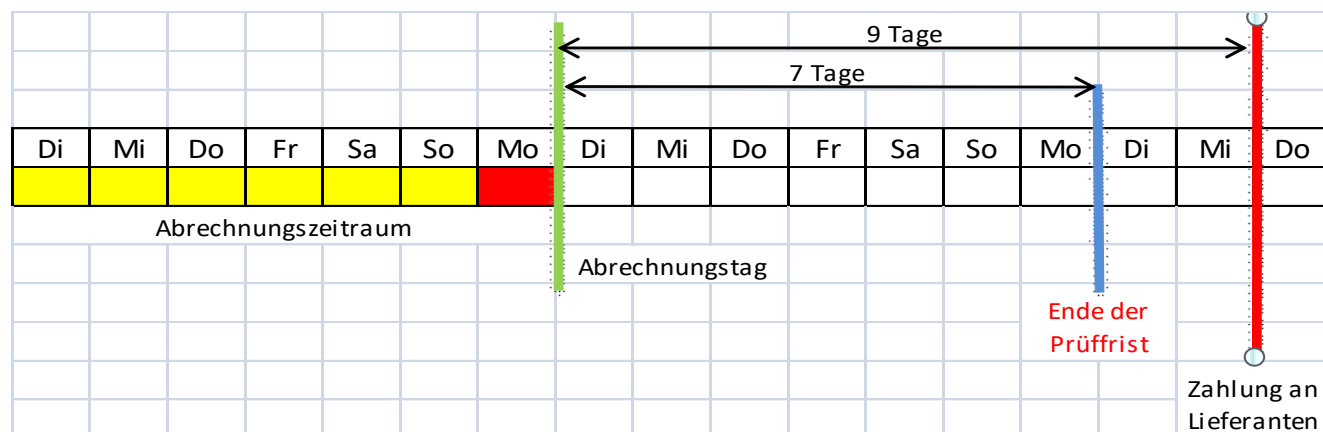 9 Tage
7 Tage
Di Mi Do Fr Sa So Mo Di Mi Do Fr Sa So Mo Di Mi Do
Abrechnungszeitraum
Abrechnungstag
Ende der
Prüffrist
Zahlung an
Lieferanten